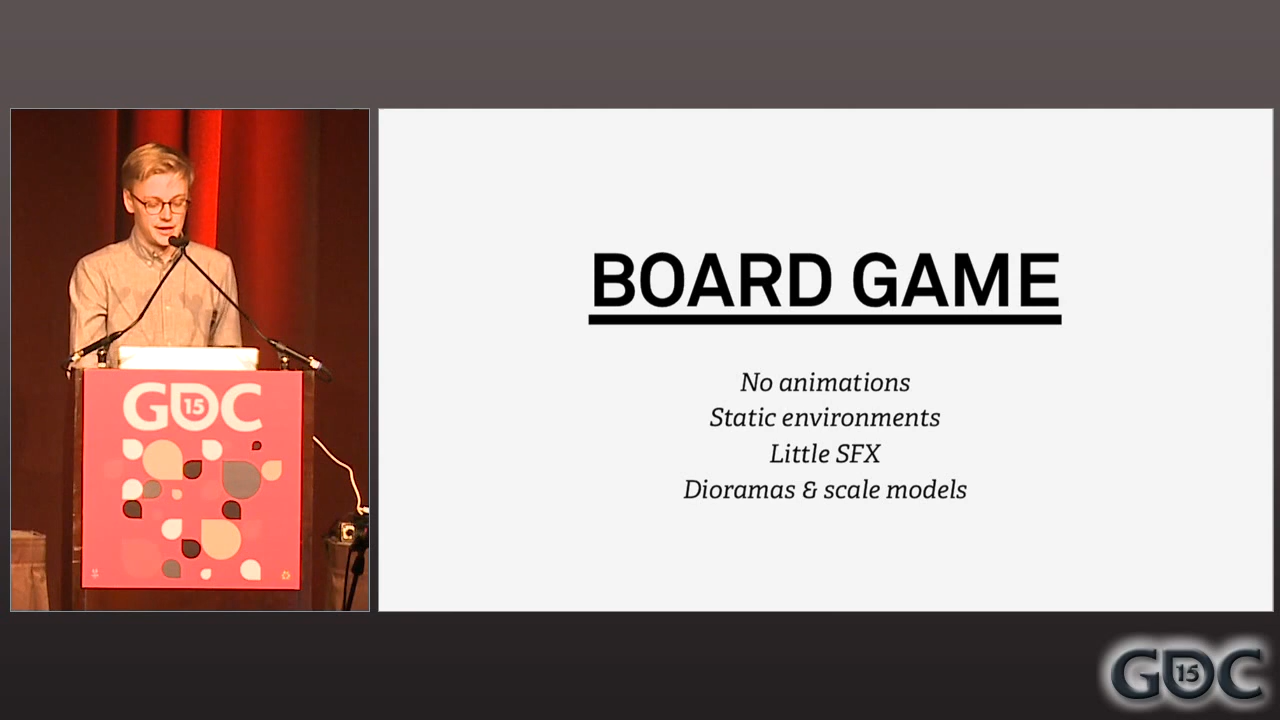 BOARD GAME
No animations
Static environments
Little SFX
Dioramas & scale models
GDC 15
GDC 15